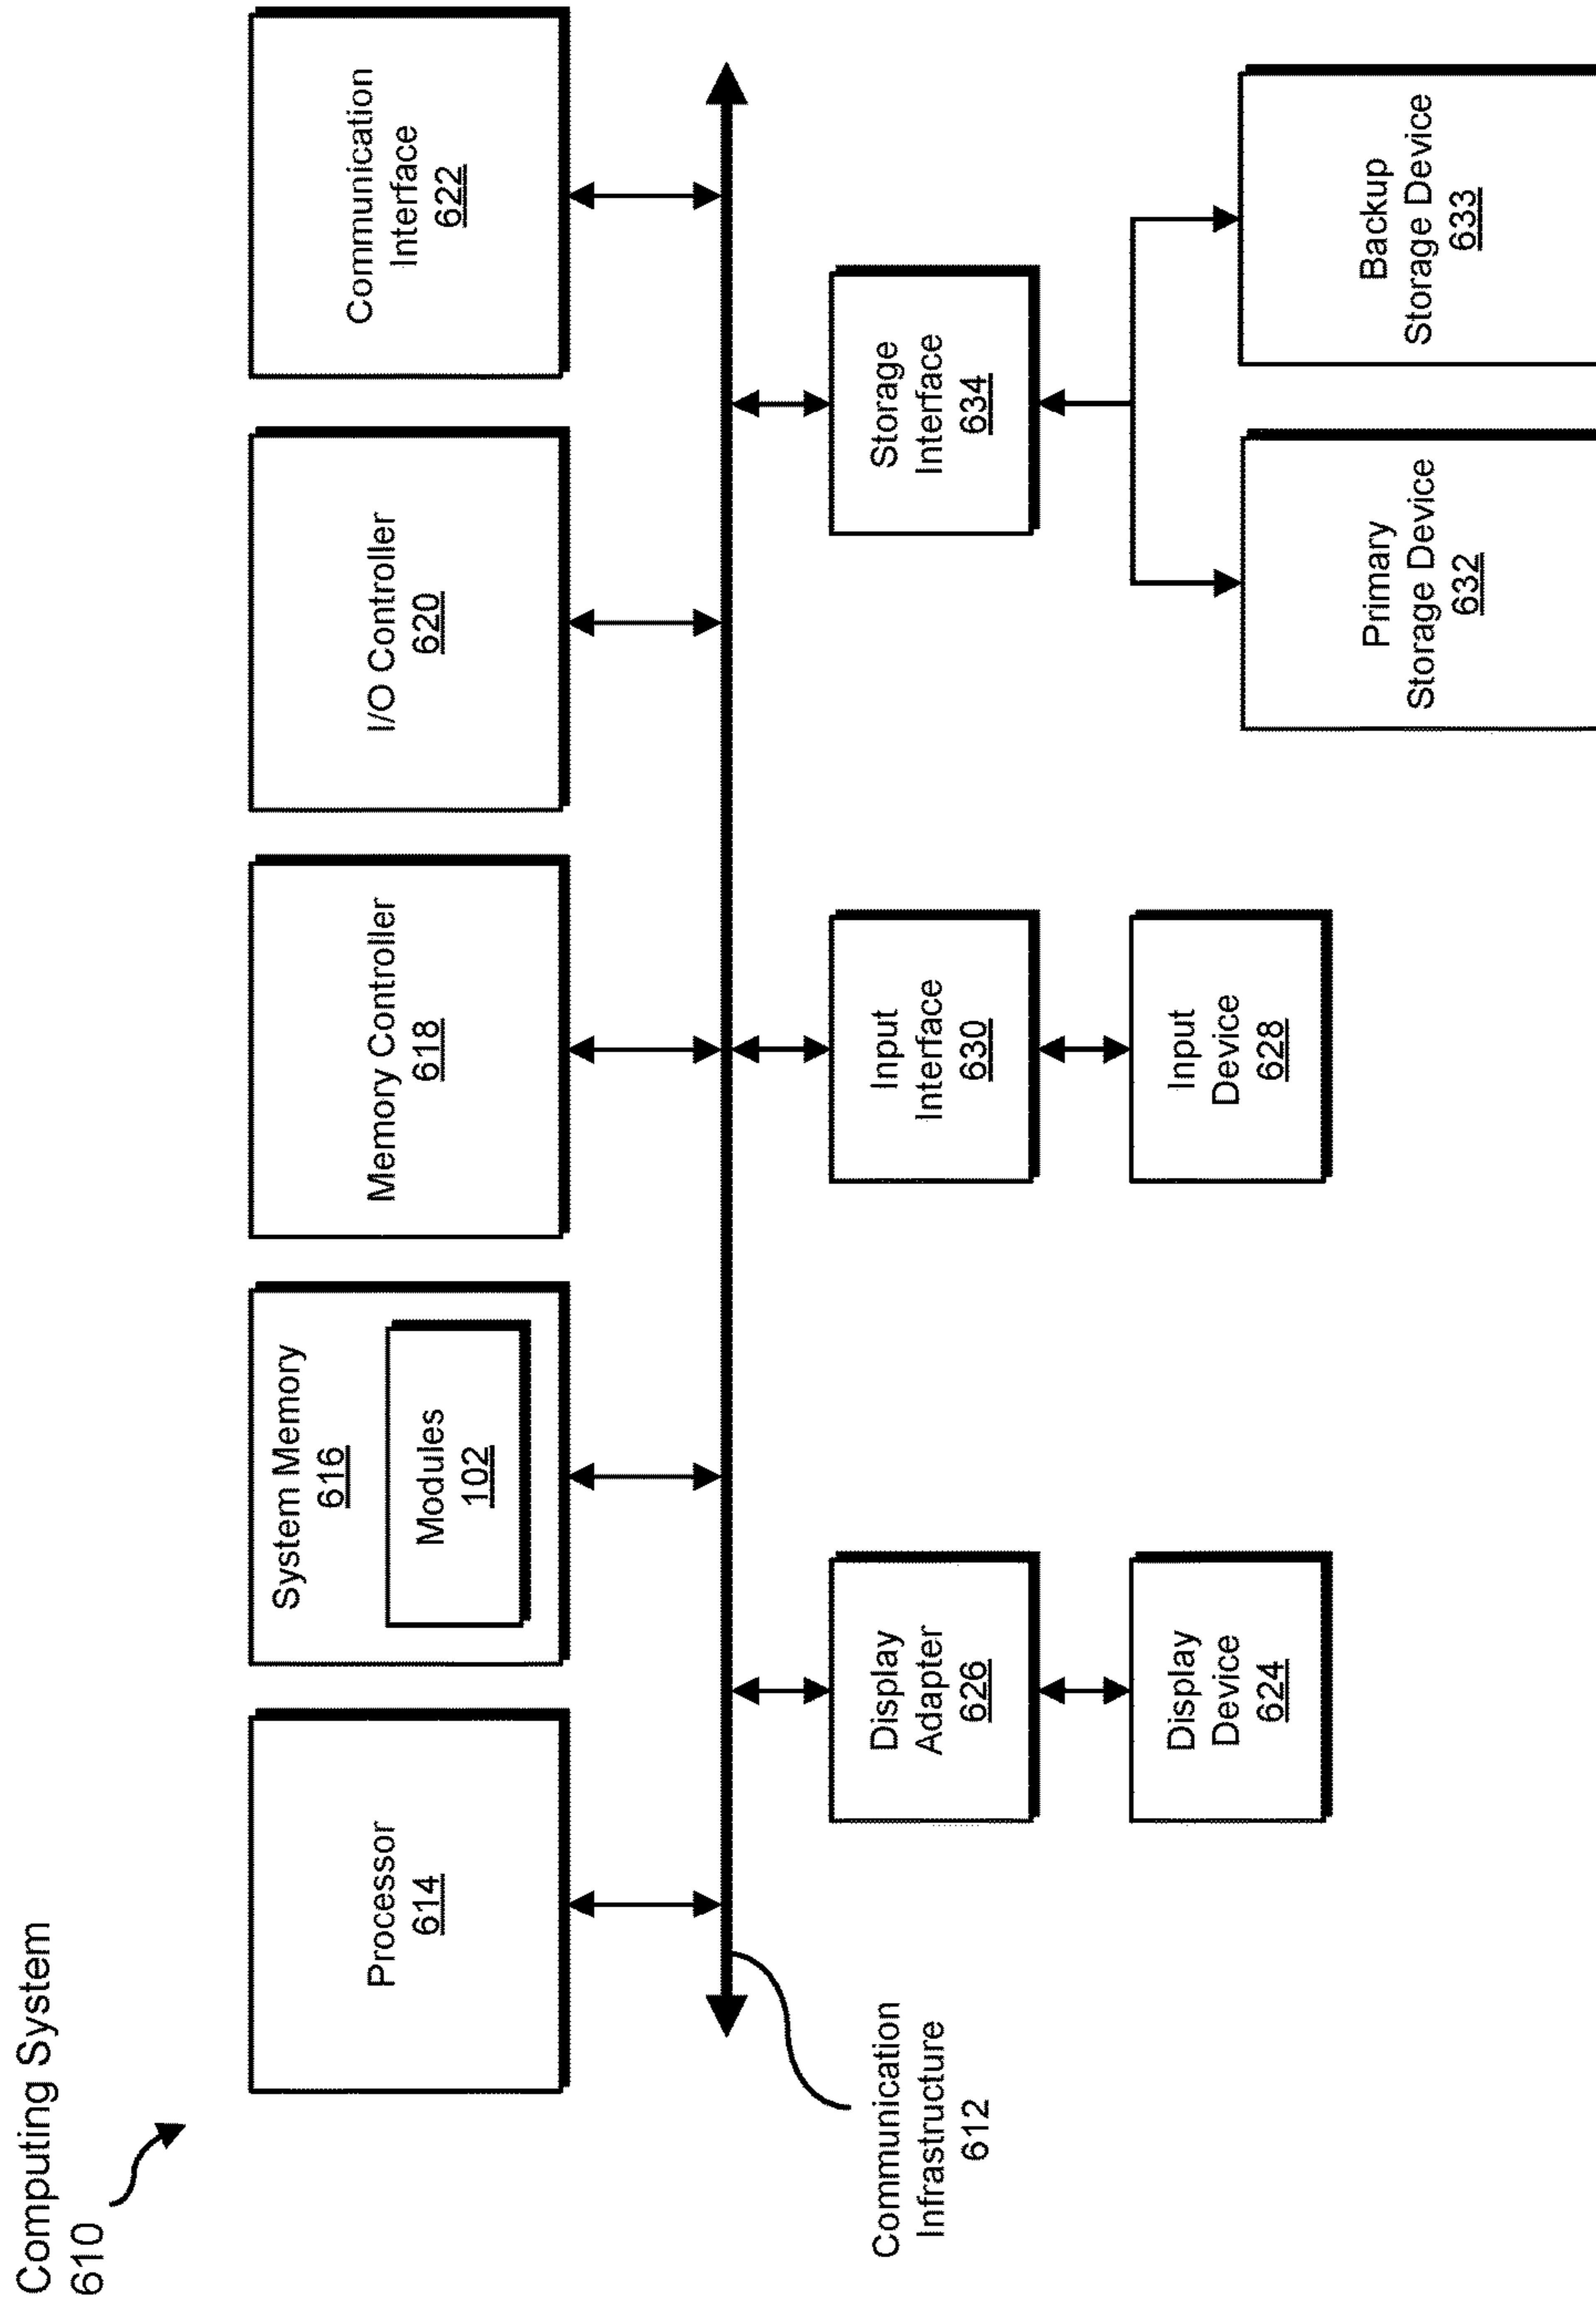 Computing System
610
Processor
614
System Memory
616
Modules
102
Memory Controller
618
I/O Controller
620
Communication
Interface
622
Communication
Infrastructure
612
Display
Adapter
626
Input
Interface
630
Storage
Interface
634
Display
Device
624
Input
Device
628
Primary
Storage Device
632
Backup
Storage Device
633